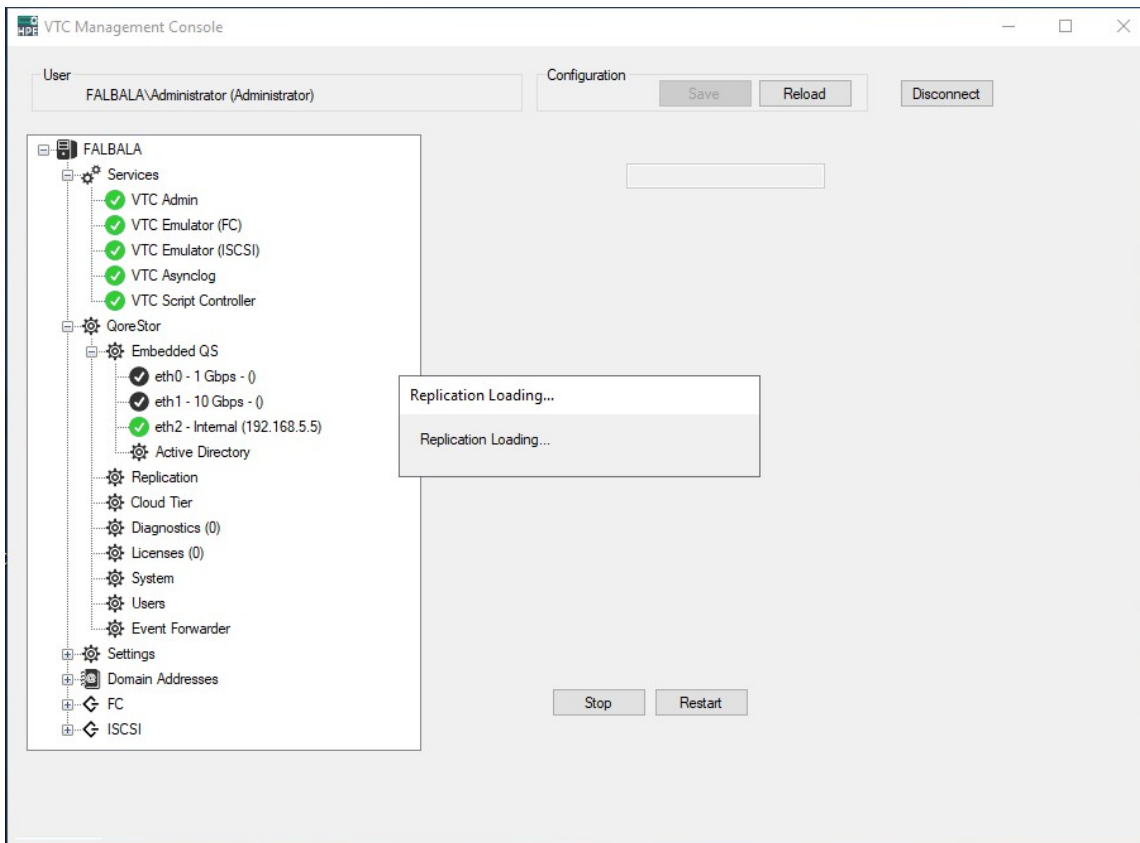 HPE
VTC Management Console
User
FALBALA\Administrator (Administrator)
Configuration
Save
Reload
Disconnect
FALBALA
Services
VTC Admin
VTC Emulator (FC)
VTC Emulator (ISCSI)
VTC Asynclog
VTC Script Controller
QoreStor
Embedded QS
eth0 - 1 Gbps - ()
eth1 - 10 Gbps - ()
eth2 - Internal (192.168.5.5)
Active Directory
Replication
Cloud Tier
Diagnostics (0)
Licenses (0)
System
Users
Event Forwarder
Settings
Domain Addresses
FC
ISCSI
Replication Loading...
Replication Loading...
Stop
Restart